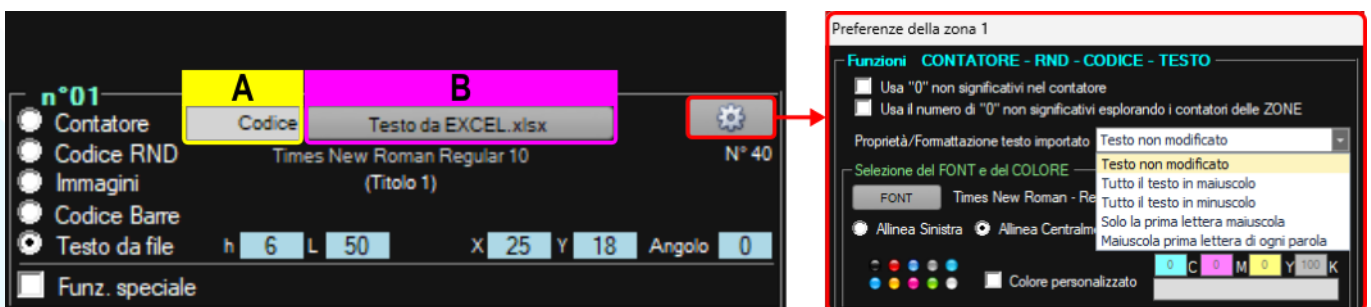 A
B
n°01
Contatore
Codice
Testo da EXCEL.xlsx
Codice RND
Times New Roman Regular 10
N° 40
Immagini
(Titolo 1)
Codice Barre
Testo da file h 6 L 50 X 25 Y 18 Angolo 0
Funz. speciale
Preferenze della zona 1
Funzioni CONTATORE - RND - CODICE - TESTO
Usa "0" non significativi nel contatore
Usa il numero di "0" non significativi esplorando i contatori delle ZONE
Proprietà/Formattazione testo importato Testo non modificato
Testo non modificato
Tutto il testo in maiuscolo
Tutto il testo in minuscolo
Solo la prima lettera maiuscola
Maiuscola prima lettera di ogni parola
Selezione del FONT e del COLORE
FONT Times New Roman - Re
Allinea Sinistra Allinea Centralm
Colore personalizzato 0 C 0 M 0 Y 100 K